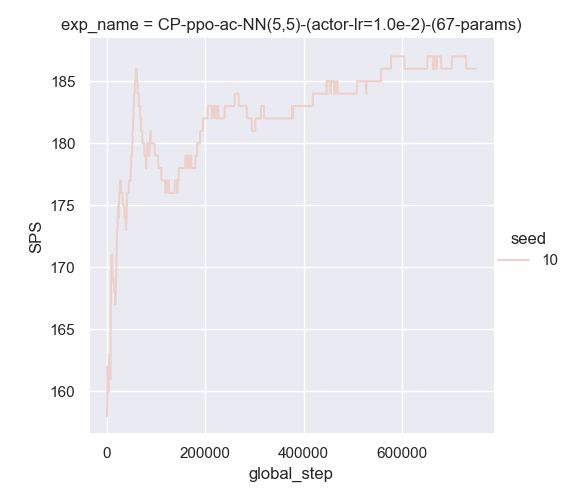 exp_name = CP-ppo-ac-NN(5,5)-(actor-lr=1.0e-2)-(67-params)
185
180
175
170
165
160
SPS
0 200000 400000 600000
global_step
seed
10